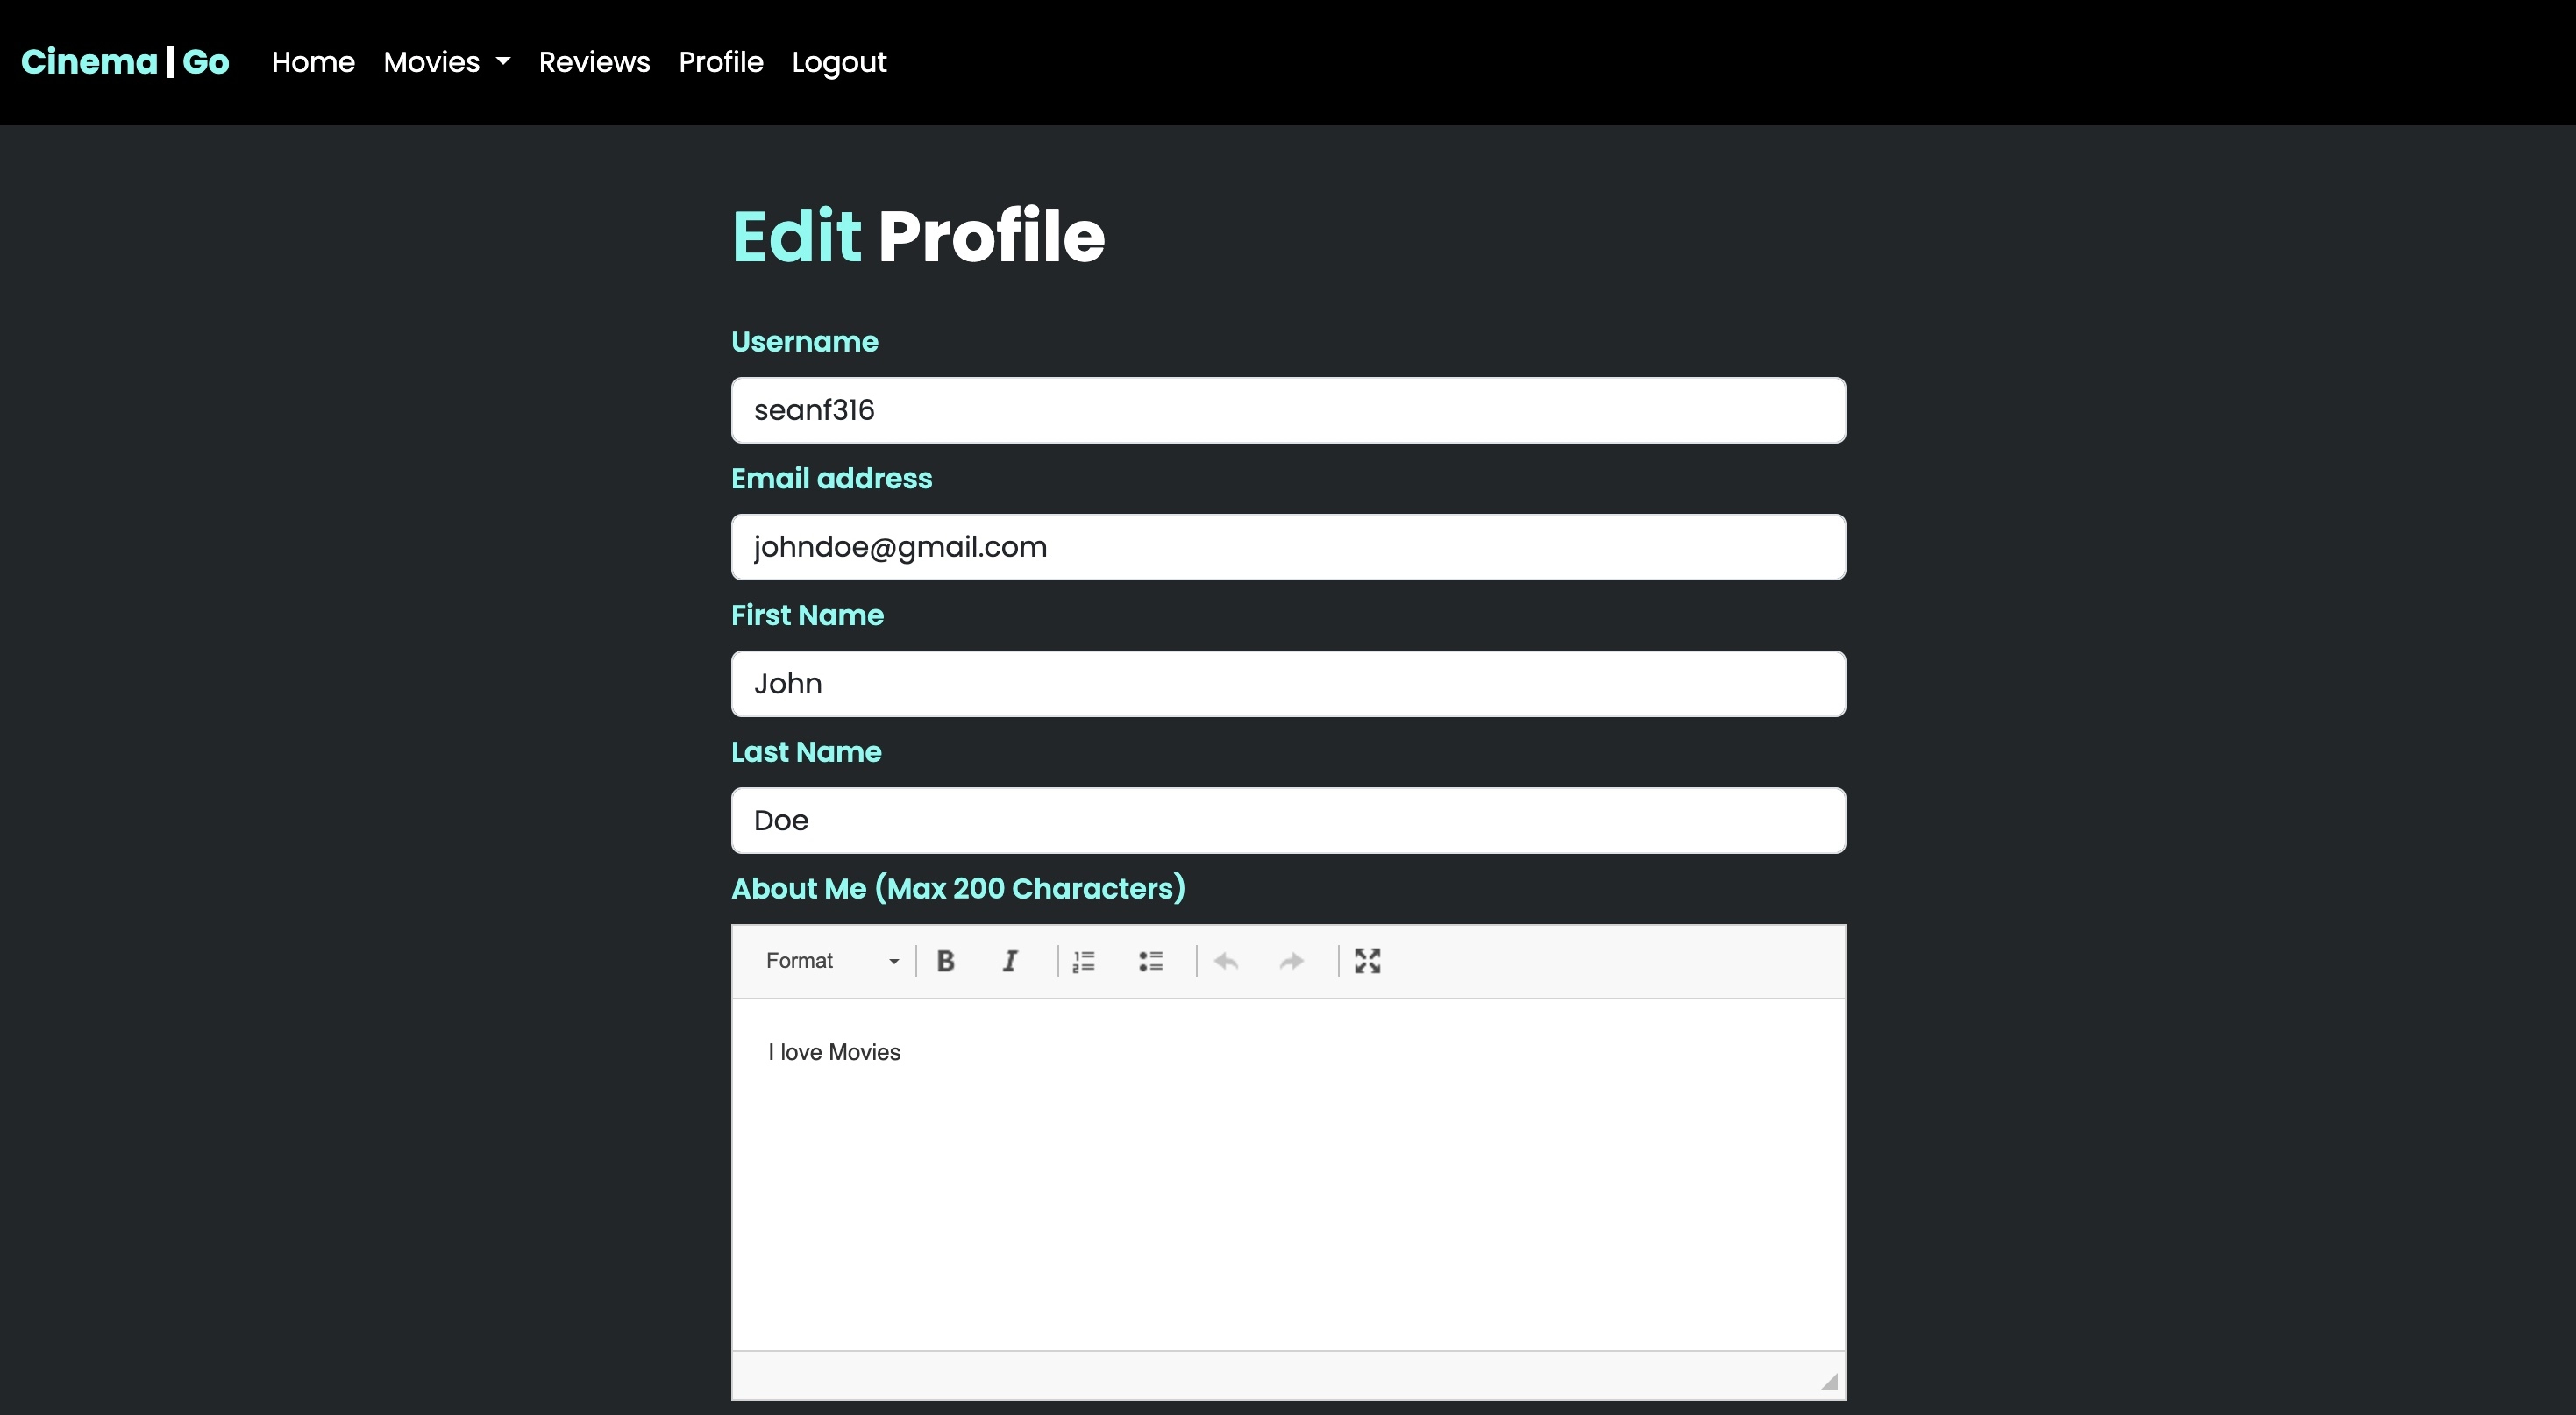 Cinema | Go Home Movies Reviews Profile Logout
Edit Profile
Username
seanf316
Email address
johndoe@gmail.com
First Name
John
Last Name
Doe
About Me (Max 200 Characters)
Format B I
I love Movies